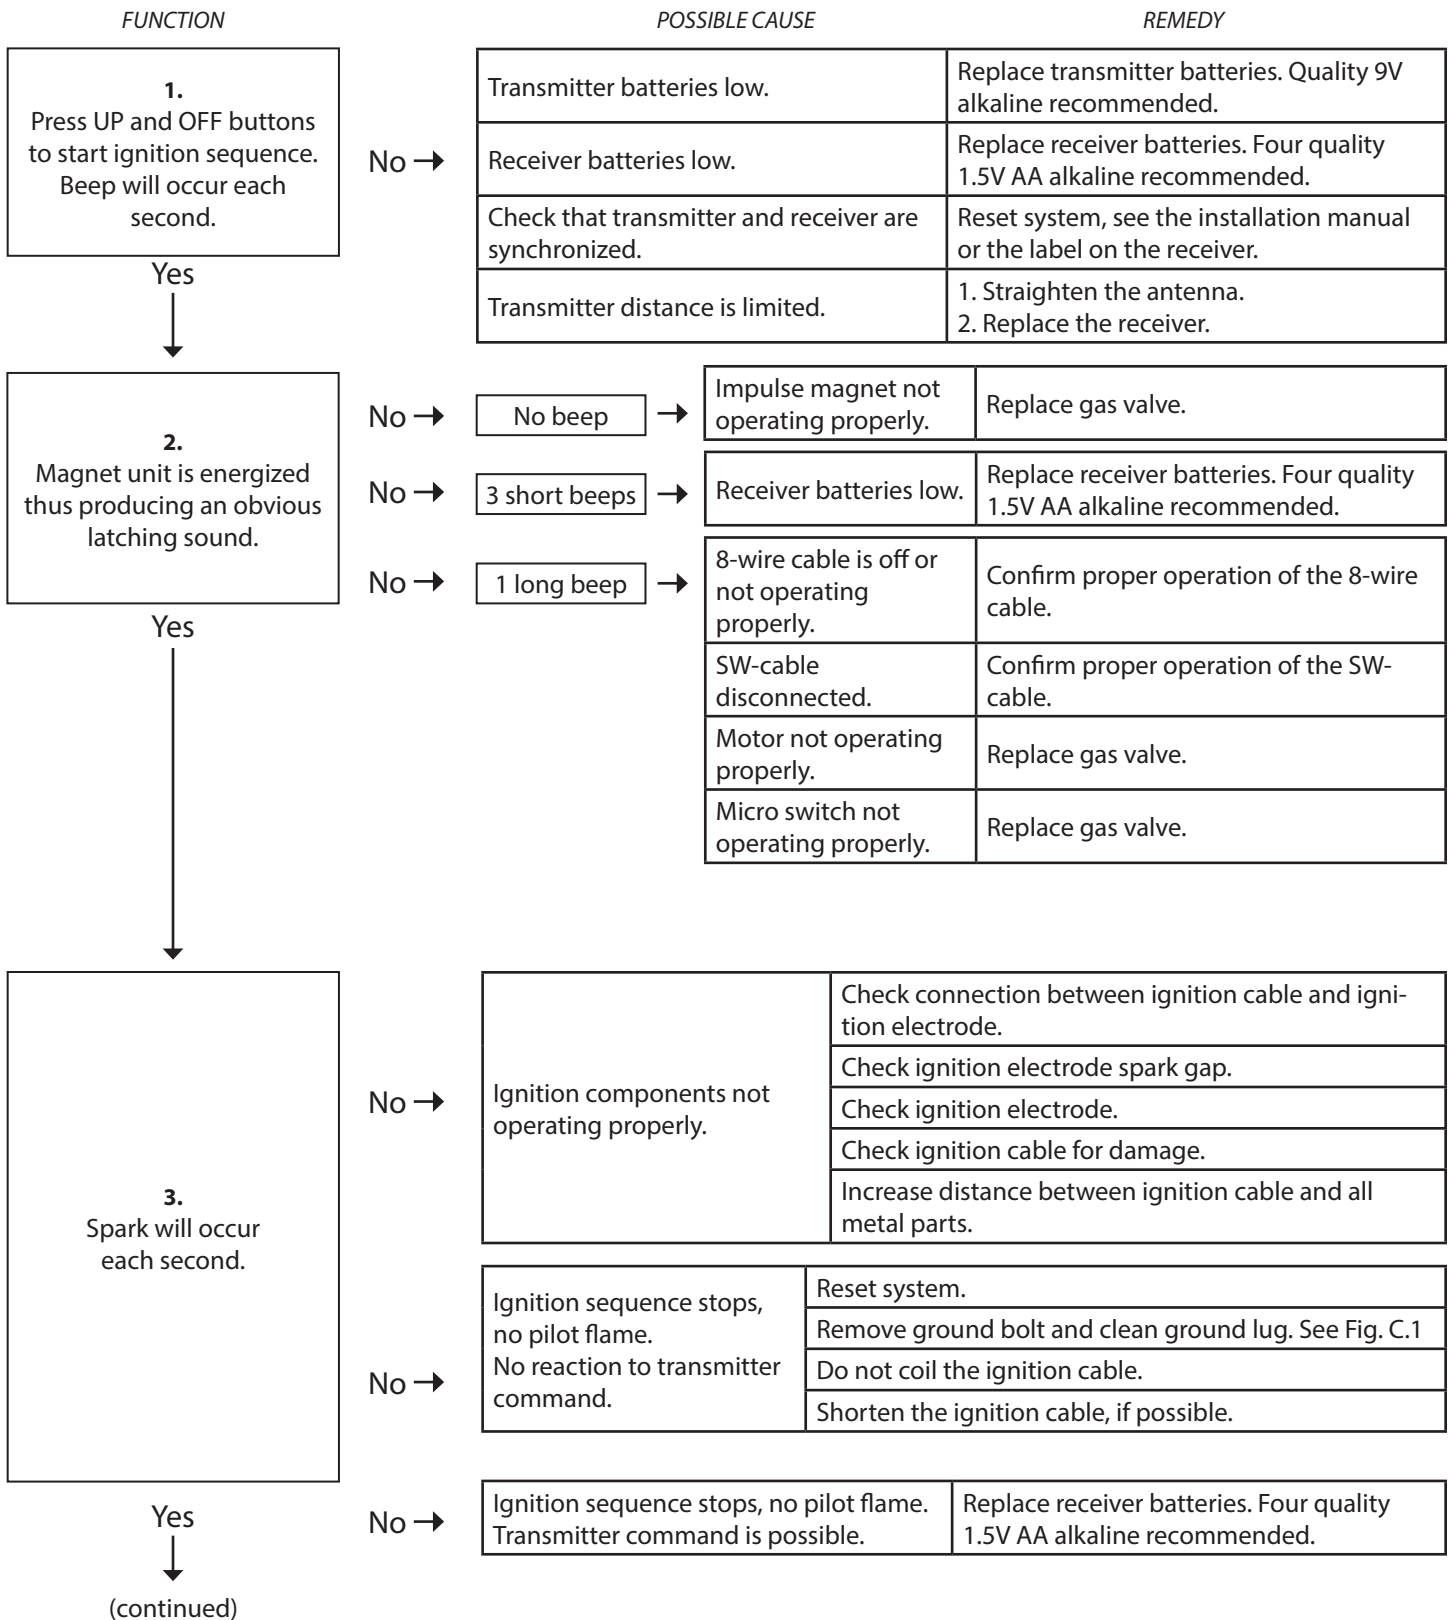 FUNCTION
POSSIBLE CAUSE
REMEDY
1.
Press UP and OFF buttons
to start ignition sequence.
Beep will occur each
second.
No →
Transmitter batteries low.
Replace transmitter batteries. Quality 9V
alkaline recommended.
Receiver batteries low.
Replace receiver batteries. Four quality
1.5V AA alkaline recommended.
Check that transmitter and receiver are
synchronized.
Reset system, see the installation manual
or the label on the receiver.
Transmitter distance is limited.
1. Straighten the antenna.
2. Replace the receiver.
Yes
2.
Magnet unit is energized
thus producing an obvious
latching sound.
No →
No beep
→
Impulse magnet not
operating properly.
Replace gas valve.
No →
3 short beeps
→
Receiver batteries low.
Replace receiver batteries. Four quality
1.5V AA alkaline recommended.
No →
1 long beep
→
8-wire cable is off or
not operating
properly.
Confirm proper operation of the 8-wire
cable.
SW-cable
disconnected.
Confirm proper operation of the SW-
cable.
Motor not operating
properly.
Replace gas valve.
Micro switch not
operating properly.
Replace gas valve.
Yes
3.
Spark will occur
each second.
No →
Ignition components not
operating properly.
Check connection between ignition cable and igni-
tion electrode.
Check ignition electrode spark gap.
Check ignition electrode.
Check ignition cable for damage.
Increase distance between ignition cable and all
metal parts.
No →
Ignition sequence stops,
no pilot flame.
No reaction to transmitter
command.
Reset system.
Remove ground bolt and clean ground lug. See Fig. C.1
Do not coil the ignition cable.
Shorten the ignition cable, if possible.
No →
Ignition sequence stops, no pilot flame.
Transmitter command is possible.
Replace receiver batteries. Four quality
1.5V AA alkaline recommended.
Yes
(continued)